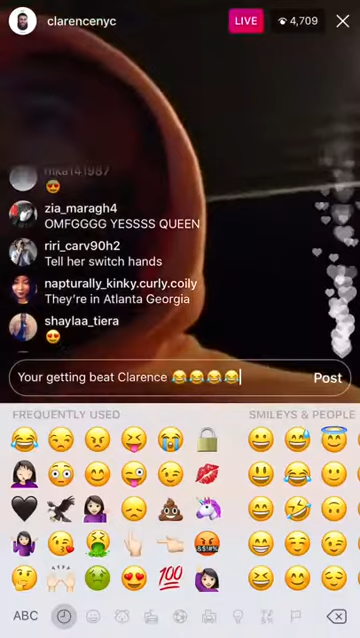 clarencenyc
LIVE
4,709
nika141987
😍
zia_maragh4
OMFGGGG YESSSS QUEEN
riri_carv90h2
Tell her switch hands
napturally_kinky.curly.coily
They're in Atlanta Georgia
shaylaa_tiera
😍
Your getting beat Clarence 😂😂😂😂
Post
FREQUENTLY USED
SMILEYS & PEOPLE
ABC